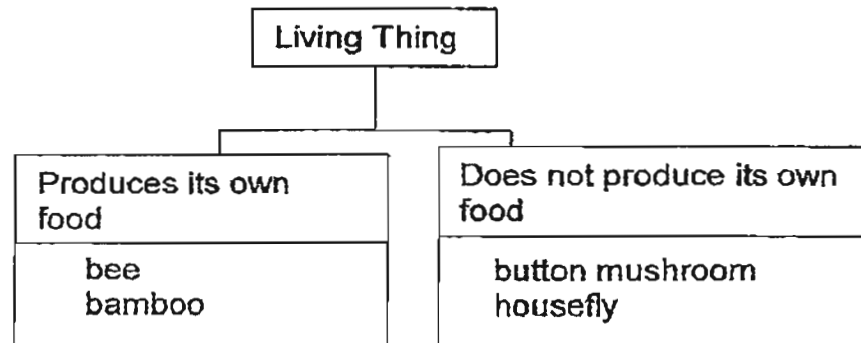 Living Thing
Produces its own
food
bee
bamboo
Does not produce its own
food
button mushroom
housefly